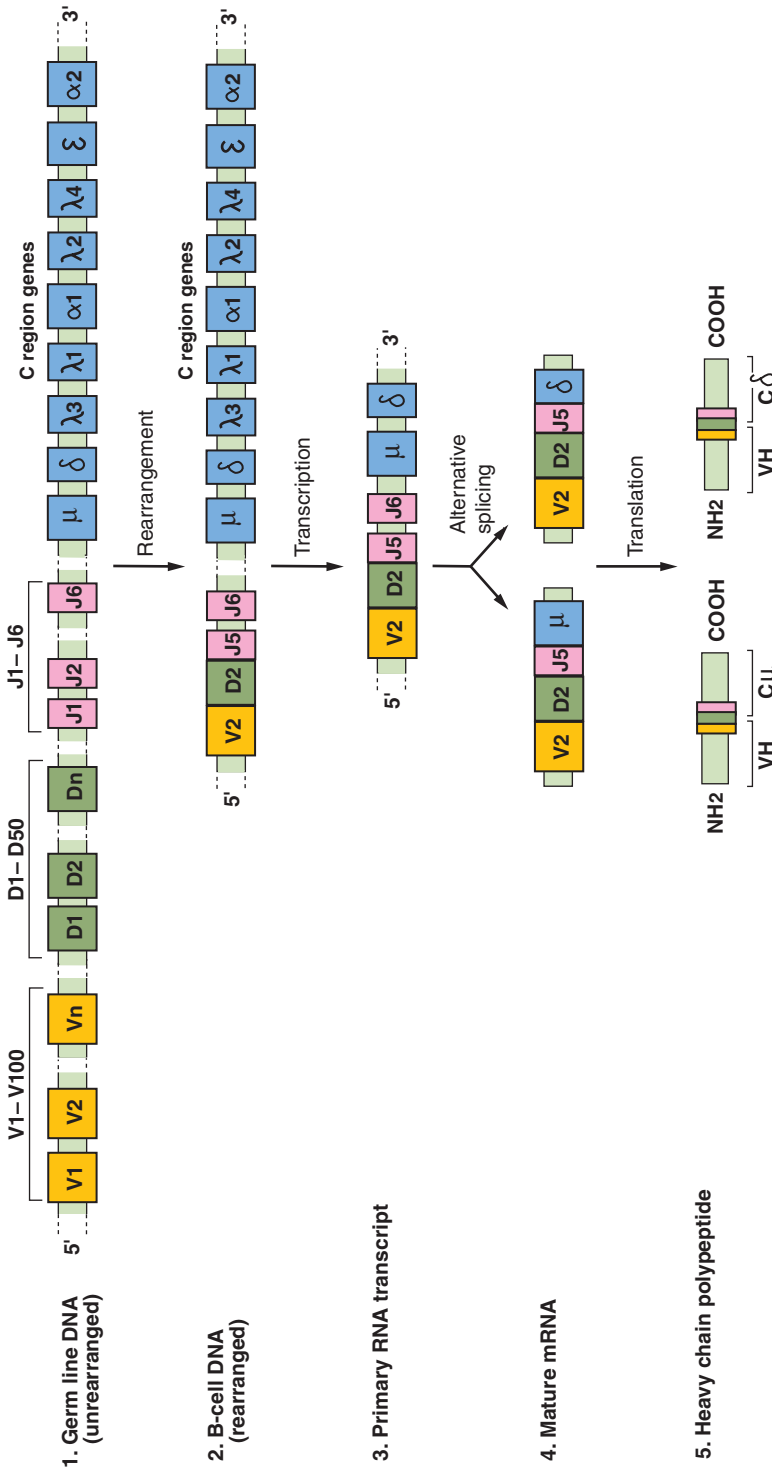 V1– V100
D1– D50
J1– J6
C region genes
1. Germ line DNA
(unrearranged)
5'
V1
V2
Vn
D1
D2
Dn
J1
J2
J6
μ
δ
λ3
λ1
α1
λ2
λ4
ε
α2
3'
Rearrangement
C region genes
2. B-cell DNA
(rearranged)
5'
V2
D2
J5
J6
μ
δ
λ3
λ1
α1
λ2
λ4
ε
α2
3'
Transcription
3. Primary RNA transcript
5'
V2
D2
J5
J6
μ
δ
3'
Alternative
splicing
4. Mature mRNA
V2
D2
J5
μ
V2
D2
J5
δ
Translation
5. Heavy chain polypeptide
NH2
COOH
NH2
COOH
VH
VH
Cδ